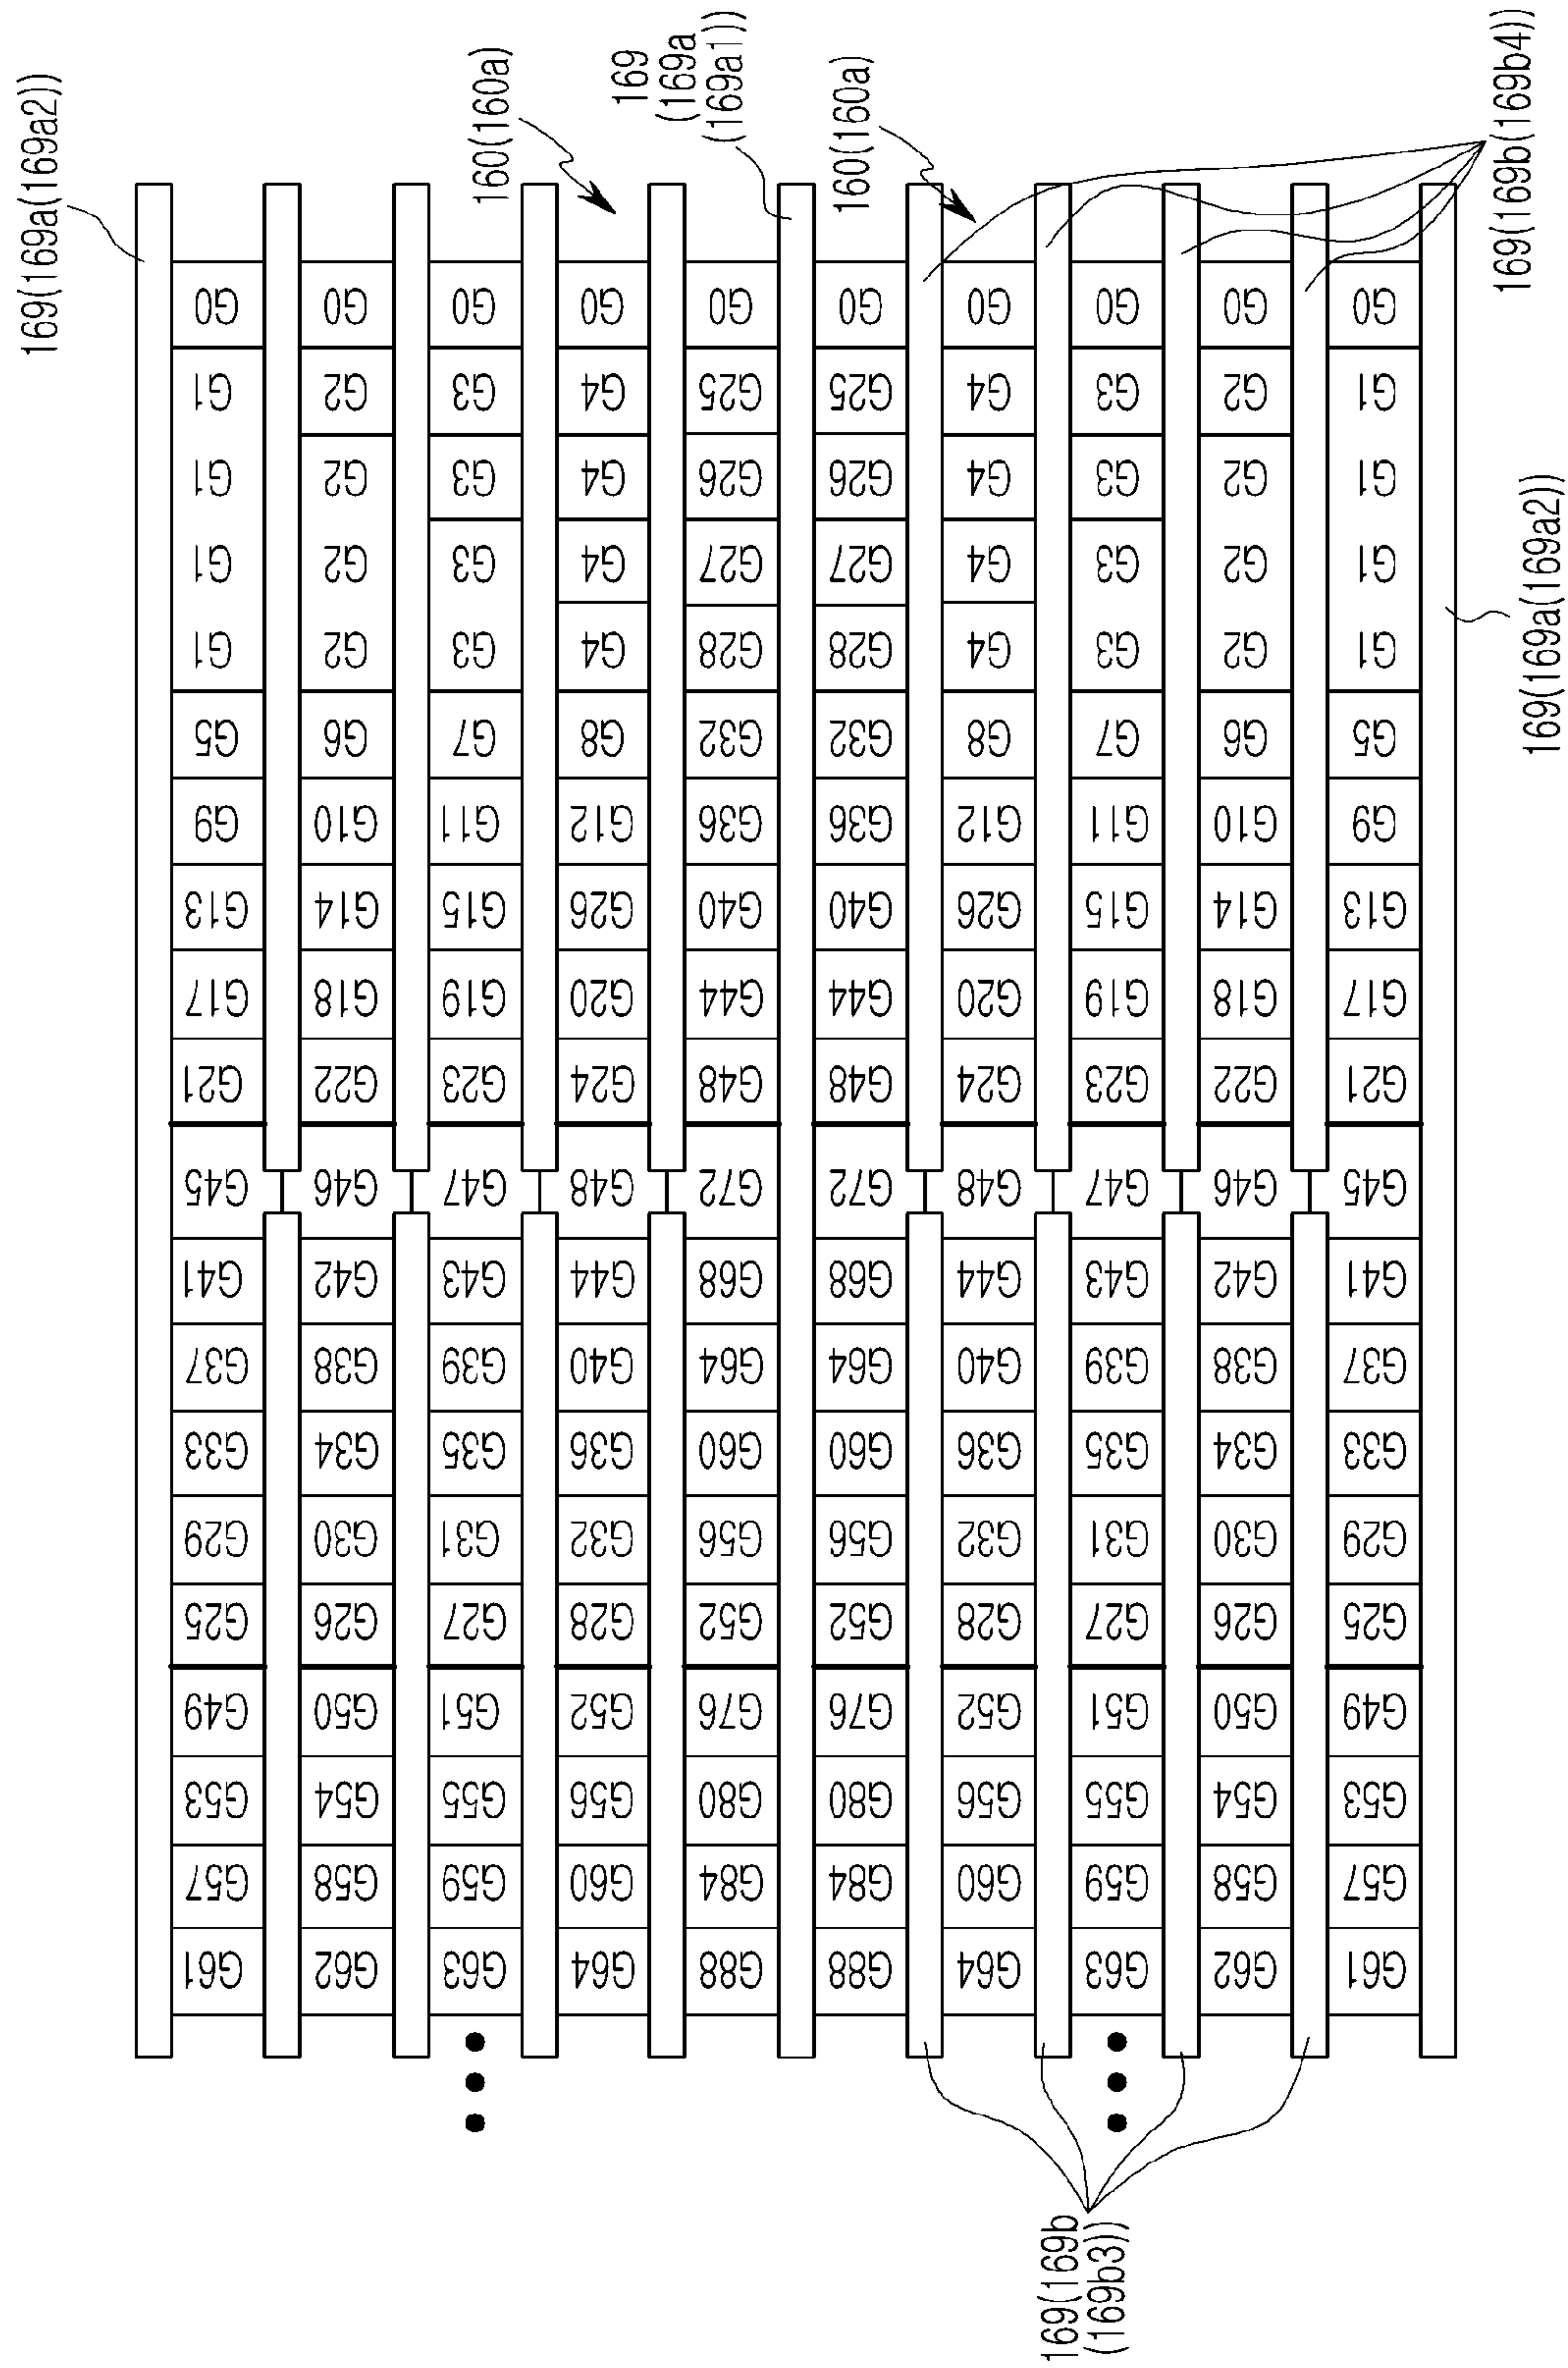 169(169a(169a2))
160(160a)
169
(169a
(169a1))
160(160a)
169(169b(169b4))
169(169a(169a2))
G0 G0 G0 G0 G0 G0 G0 G0 G0 G0
G1 G2 G3 G4 G25 G25 G4 G3 G2 G1
G1 G2 G3 G4 G26 G26 G4 G3 G2 G1
G1 G2 G3 G4 G27 G27 G4 G3 G2 G1
G1 G2 G3 G4 G28 G28 G4 G3 G2 G1
G5 G6 G7 G8 G32 G32 G8 G7 G6 G5
G9 G10 G11 G12 G36 G36 G12 G11 G10 G9
G13 G14 G15 G26 G40 G40 G26 G15 G14 G13
G17 G18 G19 G20 G44 G44 G20 G19 G18 G17
G21 G22 G23 G24 G48 G48 G24 G23 G22 G21
G45 G46 G47 G48 G72 G72 G48 G47 G46 G45
G41 G42 G43 G44 G68 G68 G44 G43 G42 G41
G37 G38 G39 G40 G64 G64 G40 G39 G38 G37
G33 G34 G35 G36 G60 G60 G36 G35 G34 G33
G29 G30 G31 G32 G56 G56 G32 G31 G30 G29
G25 G26 G27 G28 G52 G52 G28 G27 G26 G25
G49 G50 G51 G52 G76 G76 G52 G51 G50 G49
G53 G54 G55 G56 G80 G80 G56 G55 G54 G53
G57 G58 G59 G60 G84 G84 G60 G59 G58 G57
G61 G62 G63 G64 G88 G88 G64 G63 G62 G61
169(169b
(169b3))